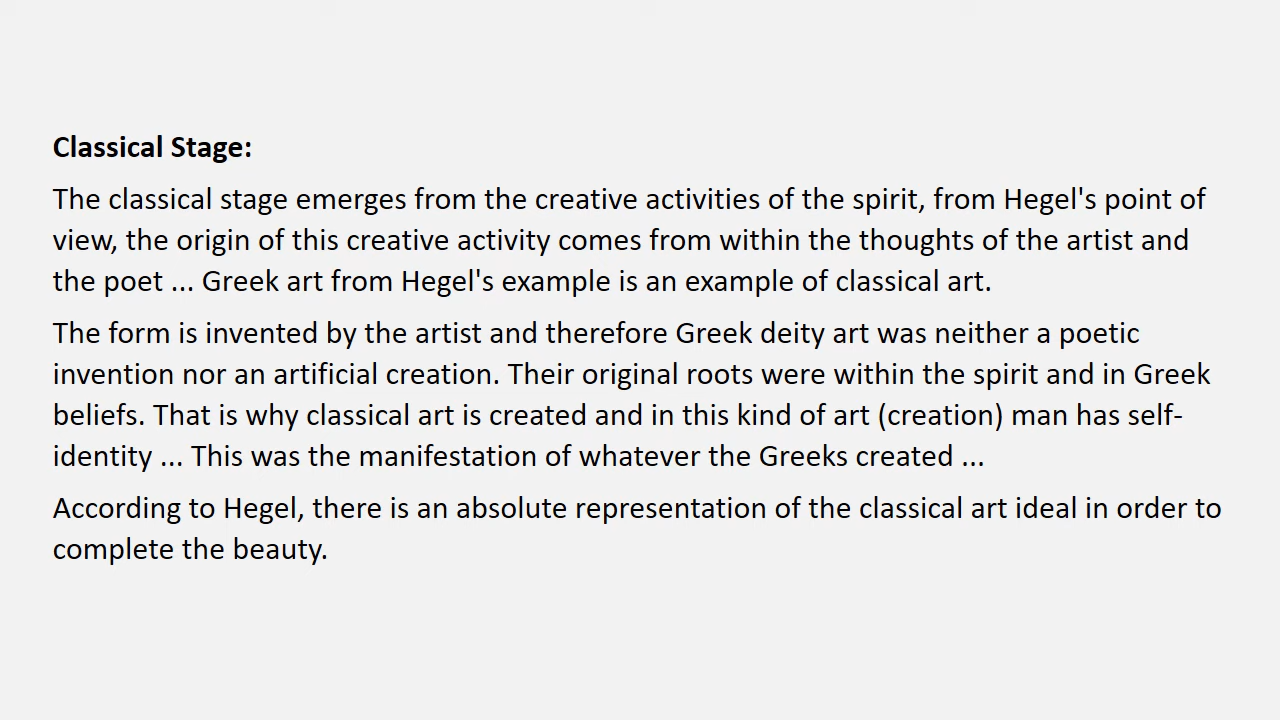 Classical Stage:
The classical stage emerges from the creative activities of the spirit, from Hegel's point of
view, the origin of this creative activity comes from within the thoughts of the artist and
the poet ... Greek art from Hegel's example is an example of classical art.
The form is invented by the artist and therefore Greek deity art was neither a poetic
invention nor an artificial creation. Their original roots were within the spirit and in Greek
beliefs. That is why classical art is created and in this kind of art (creation) man has self-
identity ... This was the manifestation of whatever the Greeks created ...
According to Hegel, there is an absolute representation of the classical art ideal in order to
complete the beauty.